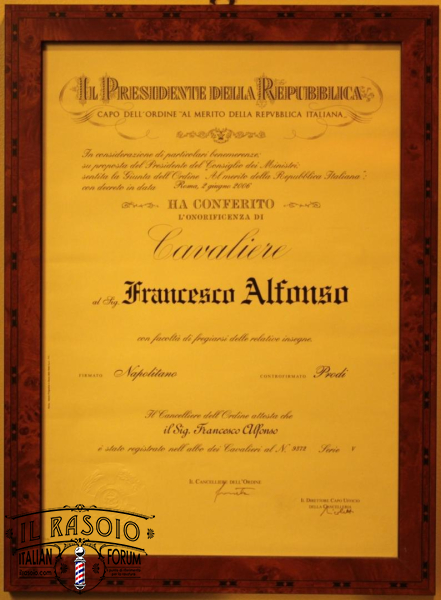 IL PRESIDENTE DELLA REPUBBLICA
CAPO DELL'ORDINE "AL MERITO DELLA REPVBBLICA ITALIANA"
In considerazione di particolari benemerenze;
su proposta del Presidente del Consiglio dei Ministri;
sentita la Giunta dell'Ordine "Al merito della Repubblica Italiana";
con decreto in data Roma, 2 giugno 2006
HA CONFERITO
L'ONORIFICENZA DI
Cavaliere
al Sig. Francesco Alfonso
con facoltà di fregiarsi delle relative insegne.
FIRMATO Napolitano CONTROFIRMATO Prodi
Il Cancelliere dell'Ordine attesta che
il Sig. Francesco Alfonso
è stato registrato nell'albo dei Cavalieri al N. Serie V
IL CANCELLIERE DELL'ORDINE
IL DIRETTORE CAPO UFFICIO
DELLA CANCELLERIA
IL RASOIO
ITALIAN FORUM